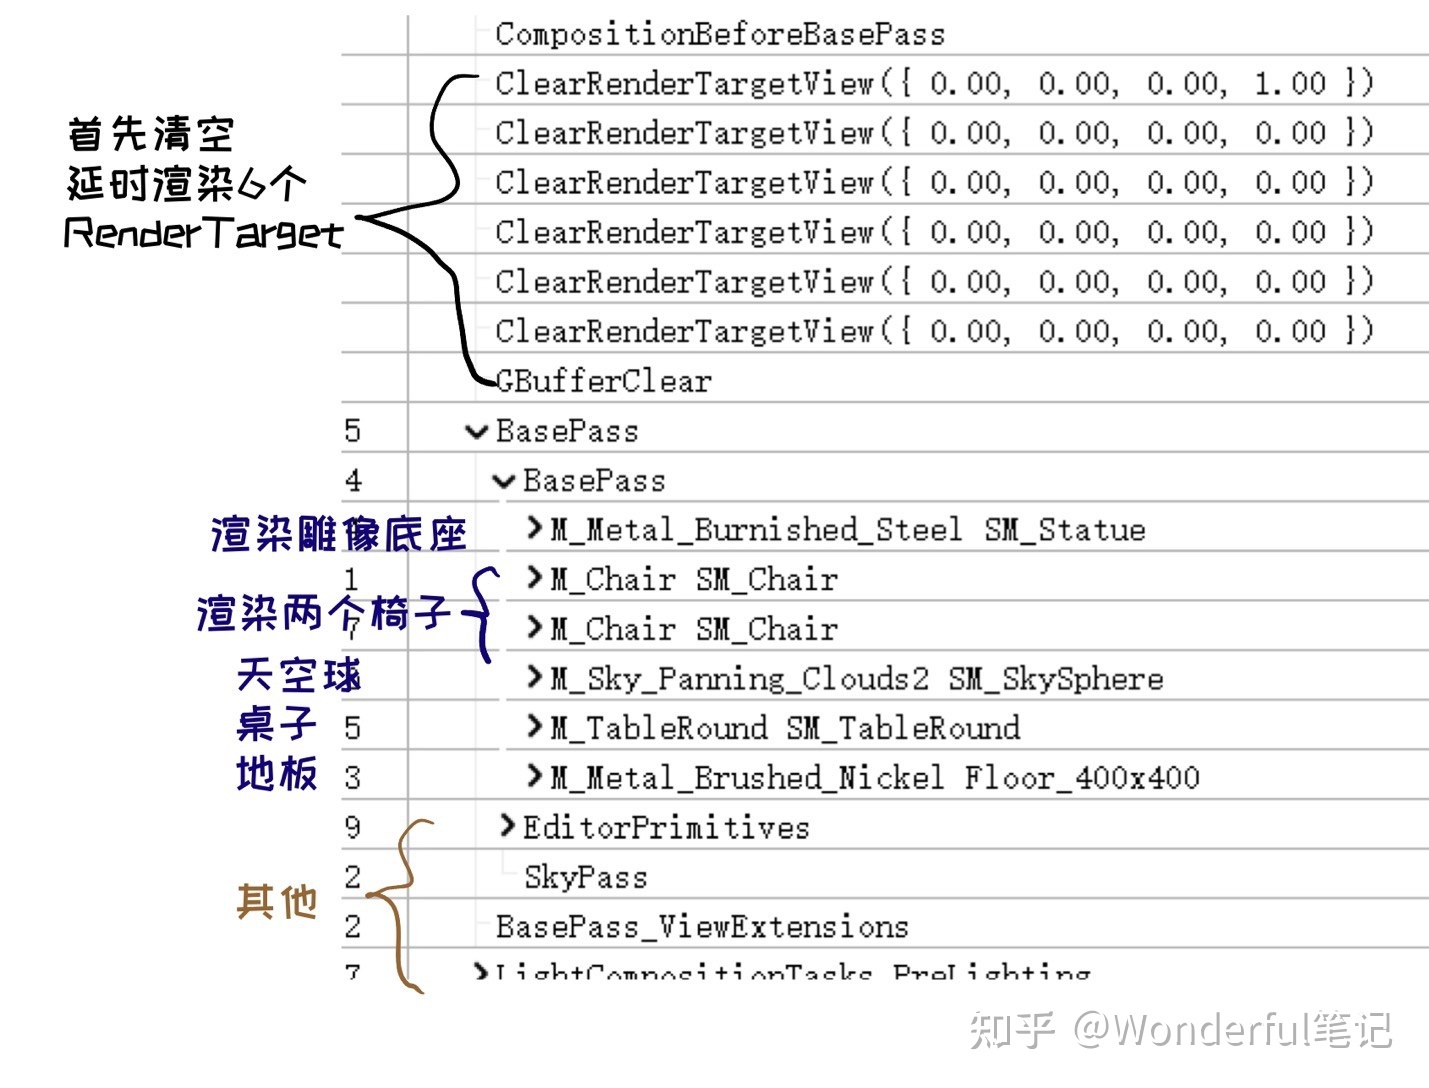 CompositionBeforeBasePass
ClearRenderTargetView({ 0.00, 0.00, 0.00, 1.00 })
首先清空
ClearRenderTargetView({ 0.00, 0.00, 0.00, 0.00 })
延时渲染6个
ClearRenderTargetView({ 0.00, 0.00, 0.00, 0.00 })
RenderTarget
ClearRenderTargetView({ 0.00, 0.00, 0.00, 0.00 })
ClearRenderTargetView({ 0.00, 0.00, 0.00, 0.00 })
ClearRenderTargetView({ 0.00, 0.00, 0.00, 0.00 })
GBufferClear
5 BasePass
4 BasePass
渲染雕像底座 M_Metal_Burnished_Steel SM_Statue
1 M_Chair SM_Chair
渲染两个椅子 7 M_Chair SM_Chair
天空球 M_Sky_Panning_Clouds2 SM_SkySphere
桌子 5 M_TableRound SM_TableRound
地板 3 M_Metal_Brushed_Nickel Floor_400x400
9 EditorPrimitives
其他 2 SkyPass
2 BasePass_ViewExtensions
7 LightCompositionTasks_PreLighting
知乎 @Wonderful笔记